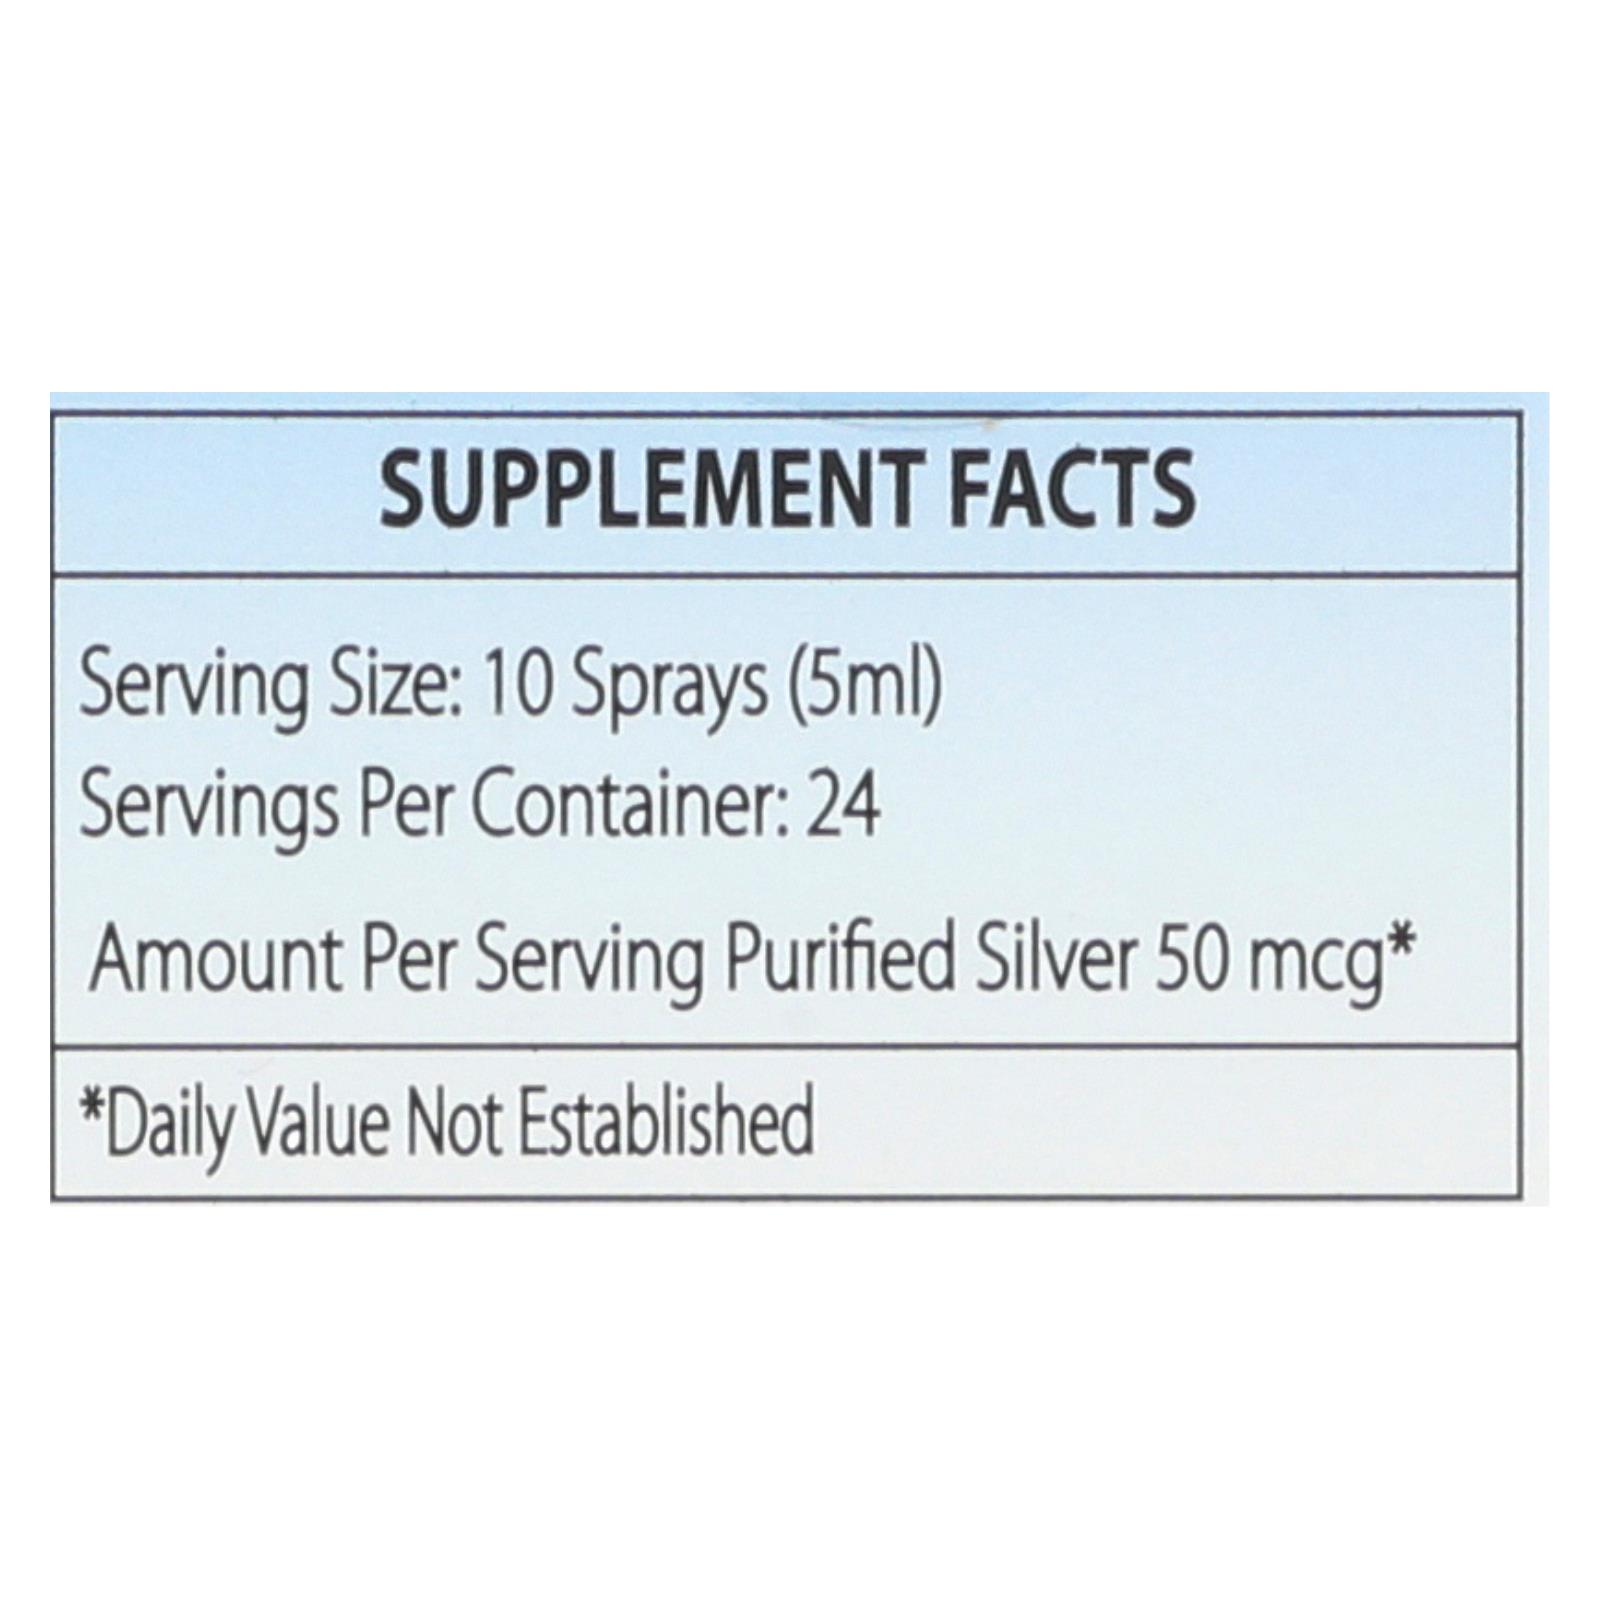 SUPPLEMENT FACTS
Serving Size: 10 Sprays (5ml)
Servings Per Container: 24
Amount Per Serving Purified Silver 50 mcg*
*Daily Value Not Established